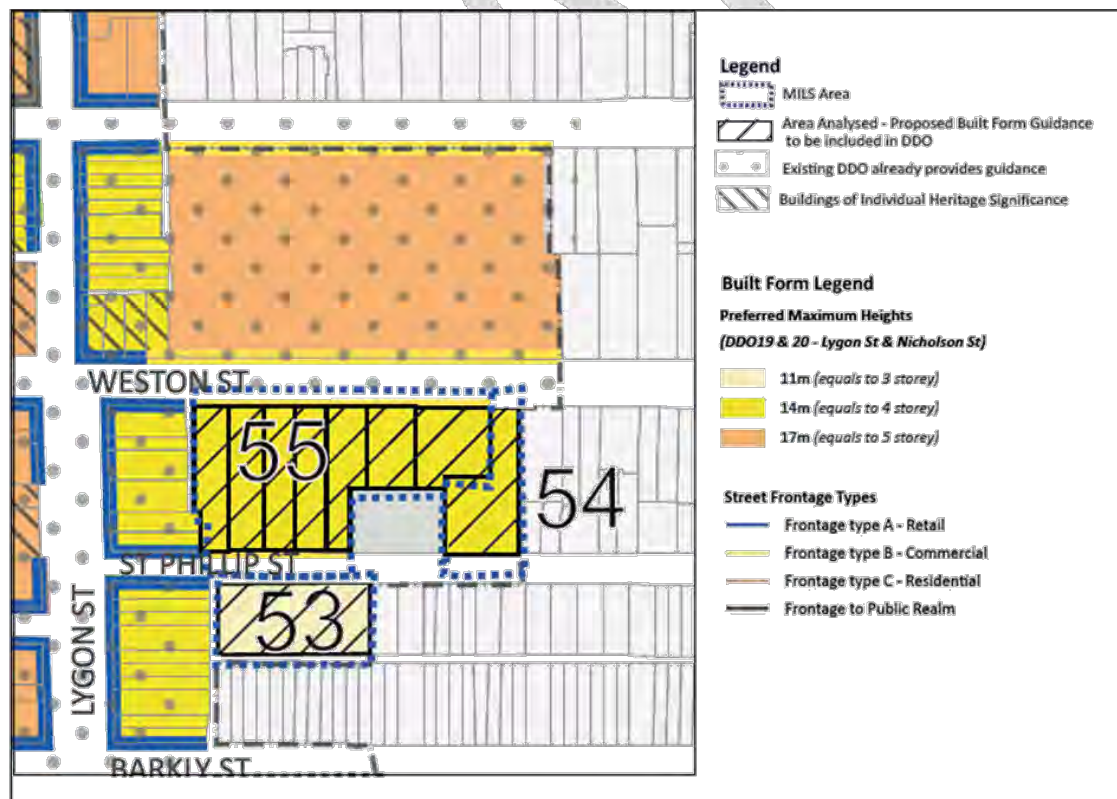 WESTON ST
55
54
ST PHILLIP ST
53
LYGON ST
BARKLY ST
Legend
MILS Area
Area Analysed - Proposed Built Form Guidance
to be included in DDO
Existing DDO already provides guidance
Buildings of Individual Heritage Significance
Built Form Legend
Preferred Maximum Heights
(DDO19 & 20 - Lygon St & Nicholson St)
11m (equals to 3 storey)
14m (equals to 4 storey)
17m (equals to 5 storey)
Street Frontage Types
Frontage type A - Retail
Frontage type B - Commercial
Frontage type C - Residential
Frontage to Public Realm